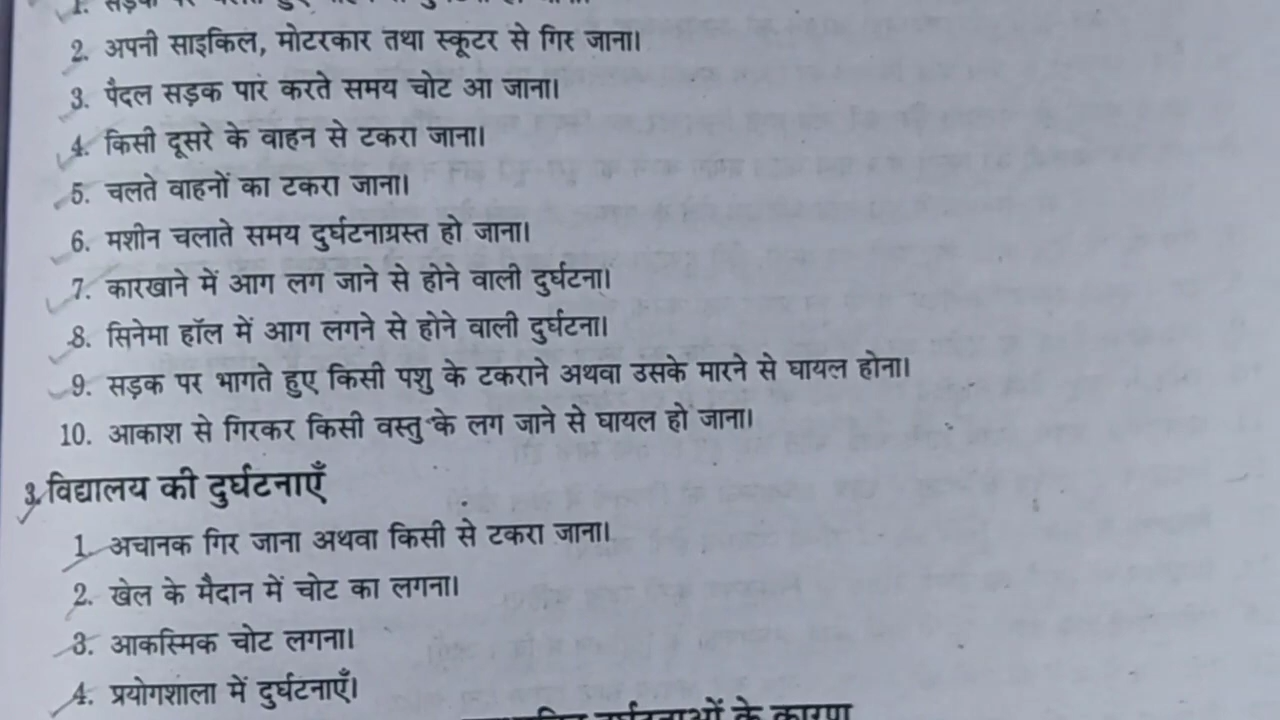 2. अपनी साइकिल, मोटरकार तथा स्कूटर से गिर जाना।
3. पैदल सड़क पार करते समय चोट आ जाना।
4. किसी दूसरे के वाहन से टकरा जाना।
5. चलते वाहनों का टकरा जाना।
6. मशीन चलाते समय दुर्घटनाग्रस्त हो जाना।
7. कारखाने में आग लग जाने से होने वाली दुर्घटना।
8. सिनेमा हॉल में आग लगने से होने वाली दुर्घटना।
9. सड़क पर भागते हुए किसी पशु के टकराने अथवा उसके मारने से घायल होना।
10. आकाश से गिरकर किसी वस्तु के लग जाने से घायल हो जाना।
3. विद्यालय की दुर्घटनाएँ
1. अचानक गिर जाना अथवा किसी से टकरा जाना।
2. खेल के मैदान में चोट का लगना।
3. आकस्मिक चोट लगना।
4. प्रयोगशाला में दुर्घटनाएँ।
दुर्घटनाओं के कारण